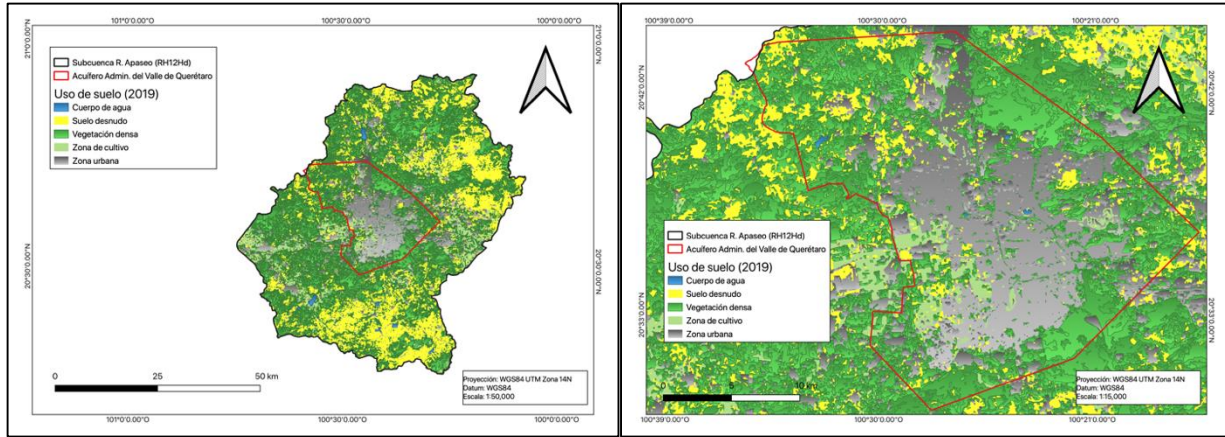 101°0'0.00"O
100°30'0.00"O
100°0'0.00"O
21°0'0.00"N
21°0'0.00"N
Subcuenca R. Apaseo (RH12Hd)
Acuífero Admin. del Valle de Querétaro
Uso de suelo (2019)
Cuerpo de agua
Suelo desnudo
Vegetación densa
Zona de cultivo
Zona urbana
20°30'0.00"N
20°30'0.00"N
0
25
50 km
Proyección: WGS84 UTM Zona 14N
Datum: WGS84
Escala: 1:50,000
101°0'0.00"O
100°30'0.00"O
100°0'0.00"O
100°39'0.00"O
100°30'0.00"O
100°21'0.00"O
20°42'0.00"N
20°42'0.00"N
Subcuenca R. Apaseo (RH12Hd)
Acuífero Admin. del Valle de Querétaro
Uso de suelo (2019)
Cuerpo de agua
Suelo desnudo
Vegetación densa
Zona de cultivo
Zona urbana
20°33'0.00"N
20°33'0.00"N
0
5
10 km
Proyección: WGS84 UTM Zona 14N
Datum: WGS84
Escala: 1:15,000
100°39'0.00"O
100°30'0.00"O
100°21'0.00"O